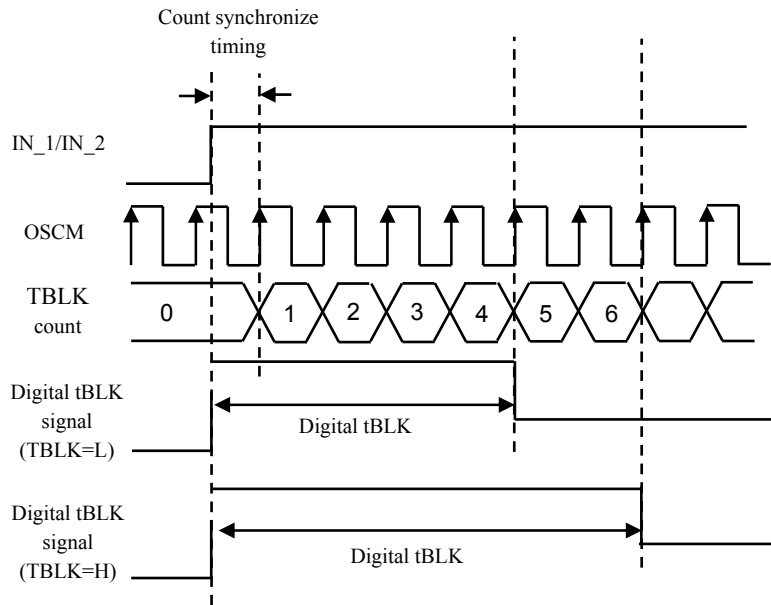 Count synchronize
timing
IN_1/IN_2
OSCM
TBLK
count
0 1 2 3 4 5 6
Digital tBLK
signal
(TBLK=L)
Digital tBLK
Digital tBLK
signal
(TBLK=H)
Digital tBLK